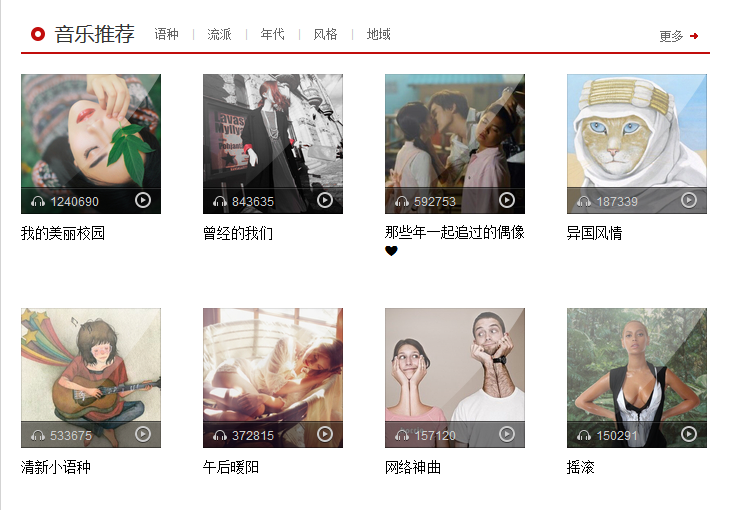 音乐推荐 语种 | 流派 | 年代 | 风格 | 地域 更多
1240690 843635 592753 187339
我的美丽校园 曾经的我们 那些年一起追过的偶像 异国风情
♥
533675 372815 157120 150291
清新小语种 午后暖阳 网络神曲 摇滚